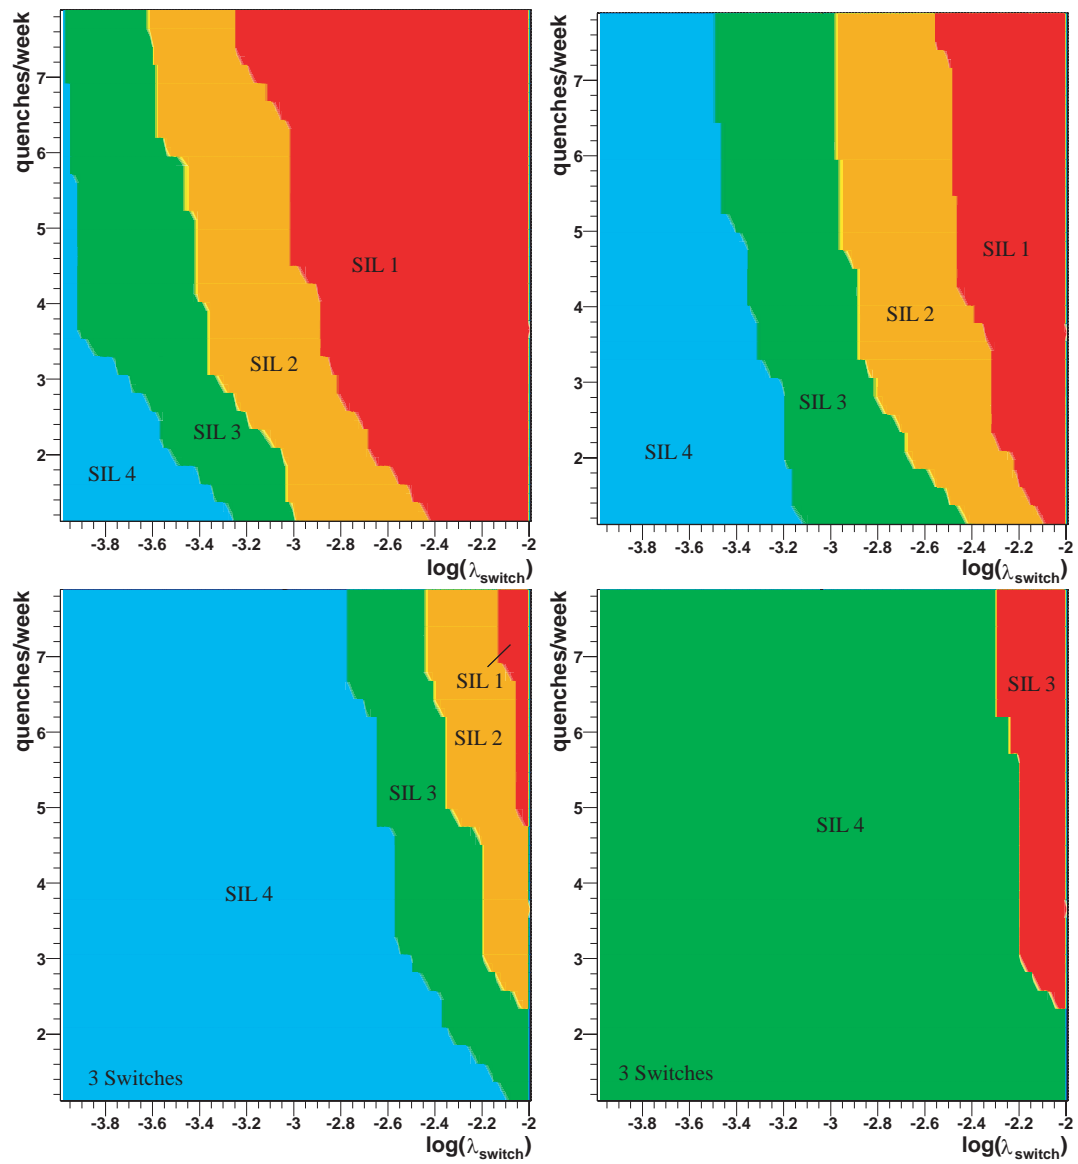 quenches/week
7
6
5
4
3
2
SIL 1
SIL 2
SIL 3
SIL 4
-3.8 -3.6 -3.4 -3.2 -3 -2.8 -2.6 -2.4 -2.2 -2
log(λswitch)
quenches/week
7
6
5
4
3
2
SIL 1
SIL 2
SIL 3
SIL 4
-3.8 -3.6 -3.4 -3.2 -3 -2.8 -2.6 -2.4 -2.2 -2
log(λswitch)
quenches/week
7
6
5
4
3
2
SIL 1
SIL 2
SIL 3
SIL 4
3 Switches
-3.8 -3.6 -3.4 -3.2 -3 -2.8 -2.6 -2.4 -2.2 -2
log(λswitch)
quenches/week
7
6
5
4
3
2
SIL 3
SIL 4
3 Switches
-3.8 -3.6 -3.4 -3.2 -3 -2.8 -2.6 -2.4 -2.2 -2
log(λswitch)